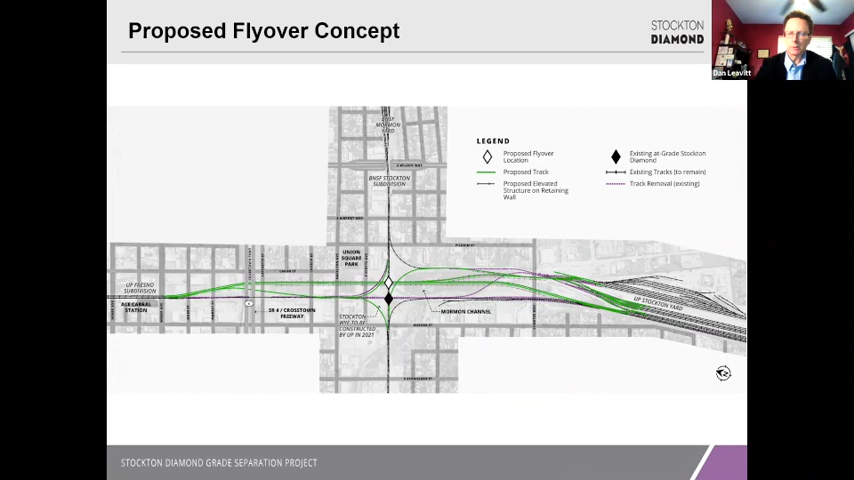 Proposed Flyover Concept
STOCKTON
DIAMOND
Dan Leavitt
BNSF
MORMON
YARD
BNSF STOCKTON
SUBDIVISION
LEGEND
Proposed Flyover
Location
Proposed Track
Proposed Elevated
Structure on Retaining
Wall
Existing at-Grade Stockton
Diamond
Existing Tracks (to remain)
Track Removal (existing)
UNION
SQUARE
PARK
UP FRESNO
SUBDIVISION
ACE CABRAL
STATION
SR 4 / CROSSTOWN
FREEWAY
STOCKTON
WYE TO BE
CONSTRUCTED
BY UP IN 2021
MORMON CHANNEL
UP STOCKTON YARD
STOCKTON DIAMOND GRADE SEPARATION PROJECT